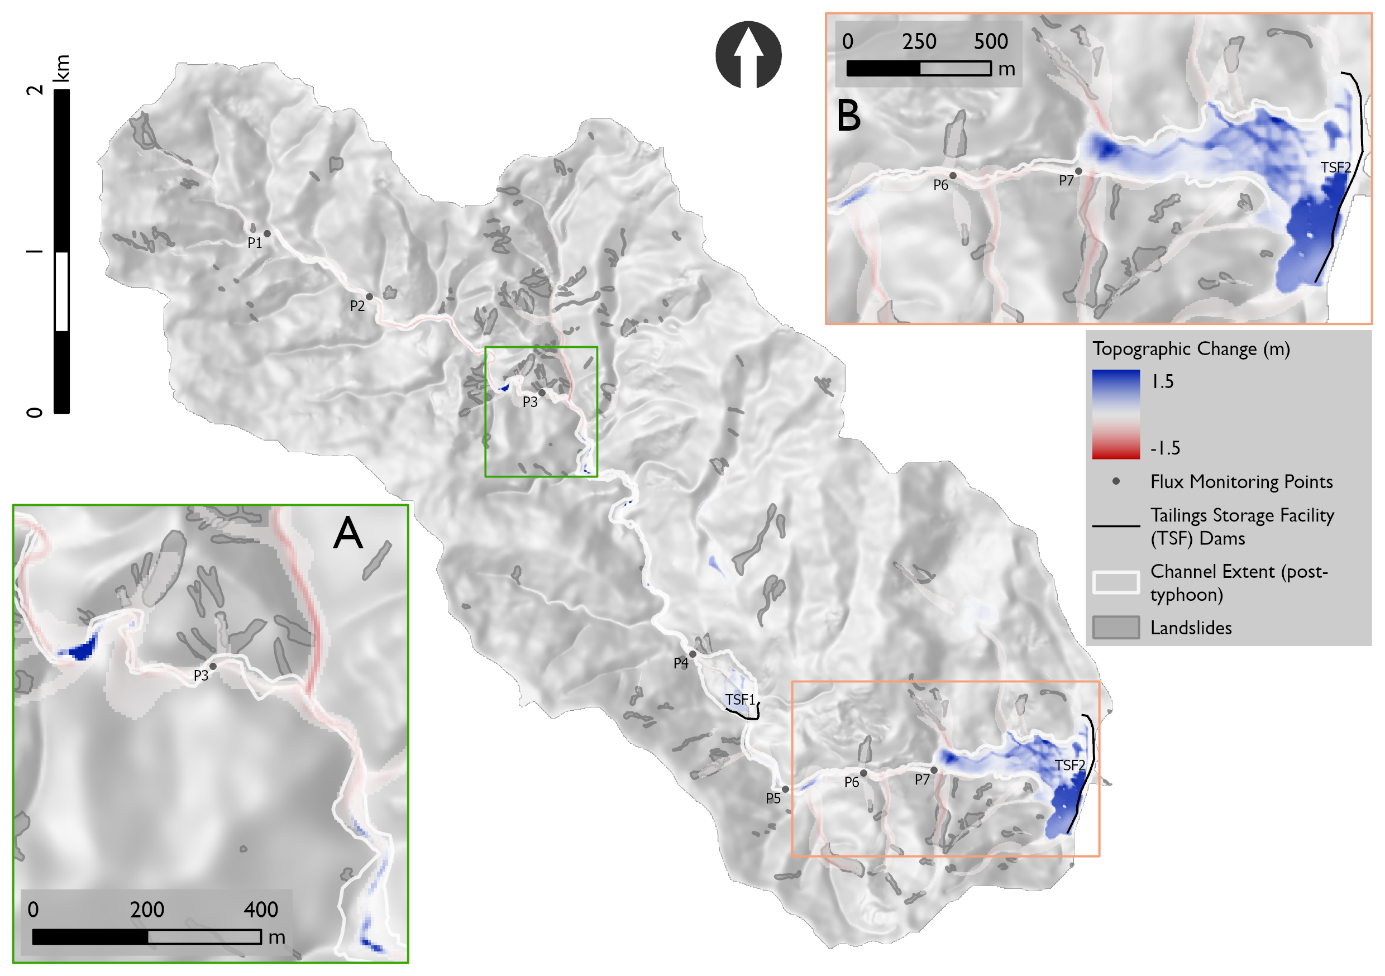 km
2
1
0
P1
P2
P3
P4
TSF1
P5
P6
P7
TSF2
A
P3
0 200 400
m
0 250 500
m
B
P6
P7
TSF2
Topographic Change (m)
1.5
-1.5
Flux Monitoring Points
Tailings Storage Facility
(TSF) Dams
Channel Extent (post-
typhoon)
Landslides